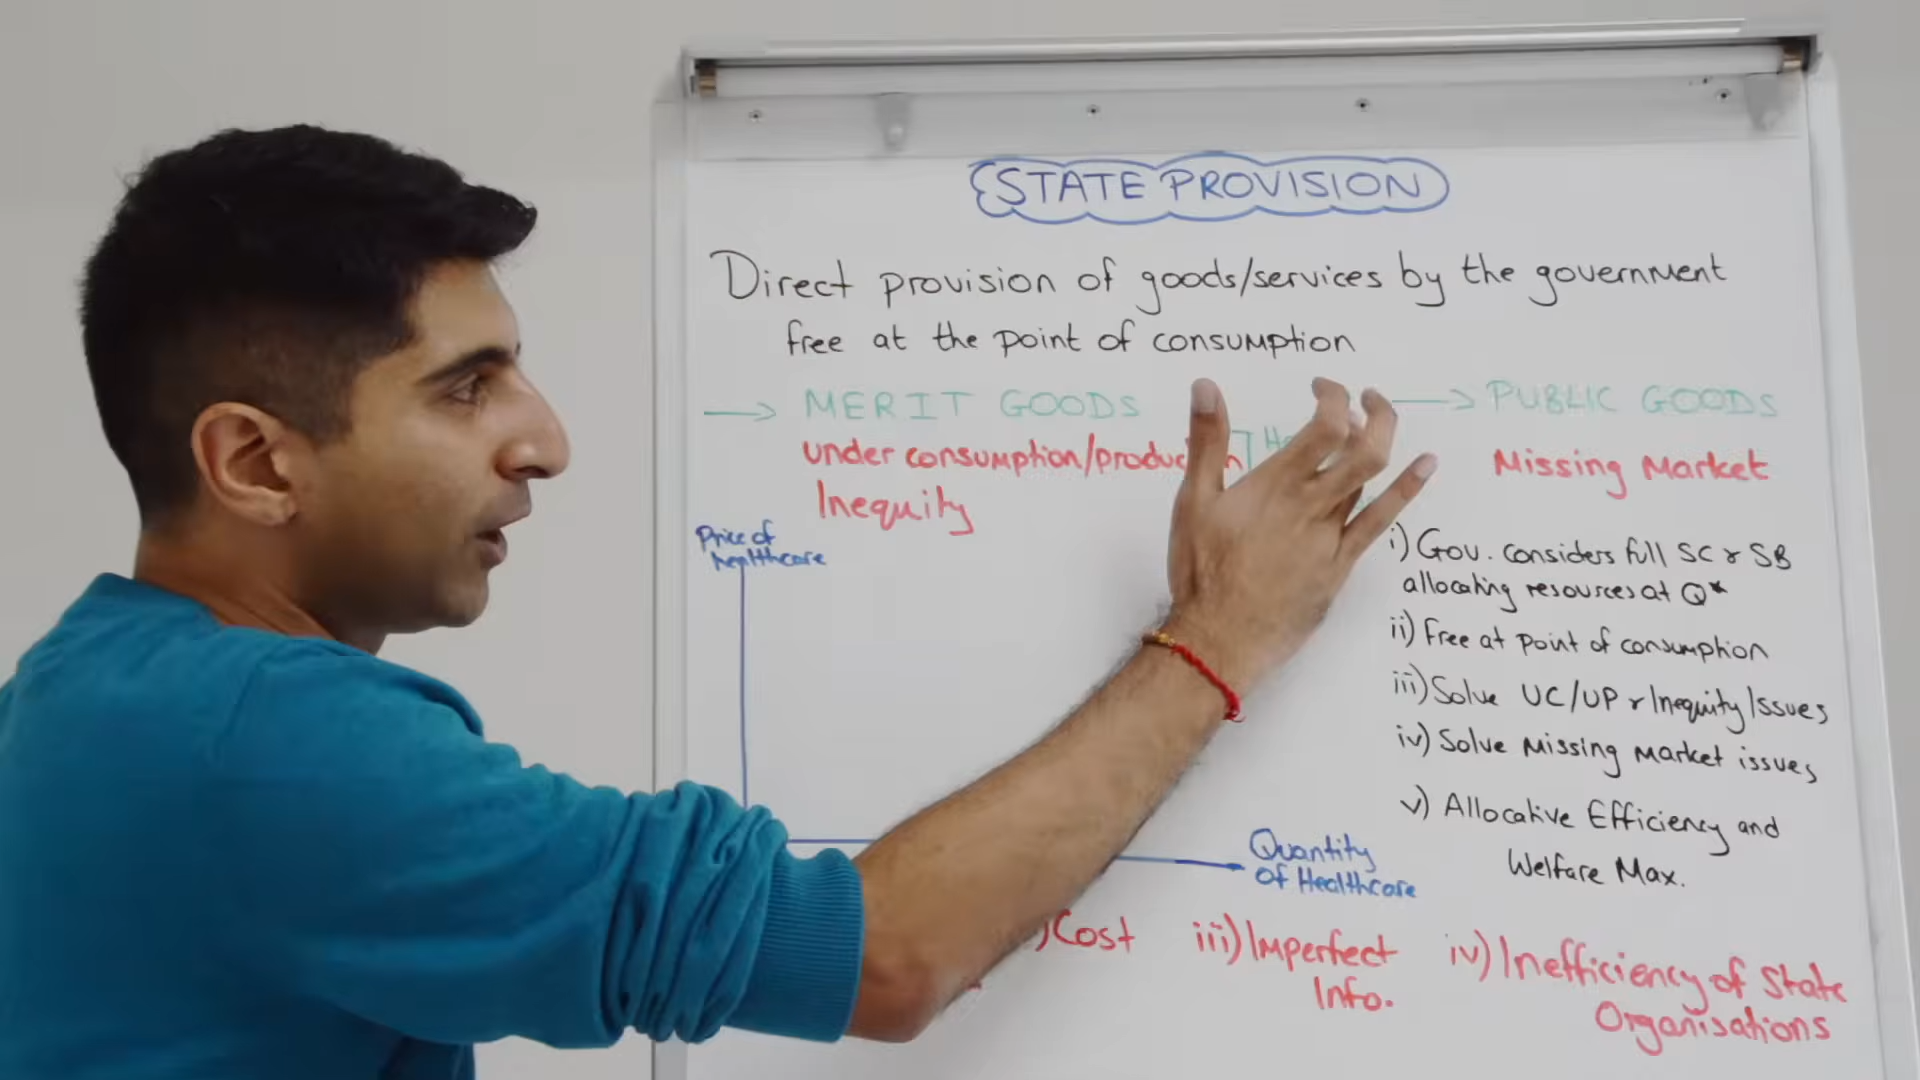 STATE PROVISION
Direct provision of goods/services by the government
free at the point of consumption
→ MERIT GOODS
→ PUBLIC GOODS
under consumption/production
Inequity
Missing Market
Price of
healthcare
i) Gov. considers full SC & SB
allocating resources at Q*
ii) Free at point of consumption
iii) Solve UC/UP & Inequity Issues
iv) Solve Missing Market issues
v) Allocative Efficiency and
Welfare Max.
Quantity
of Healthcare
Cost
iii) Imperfect
Info.
iv) Inefficiency of State
Organisations